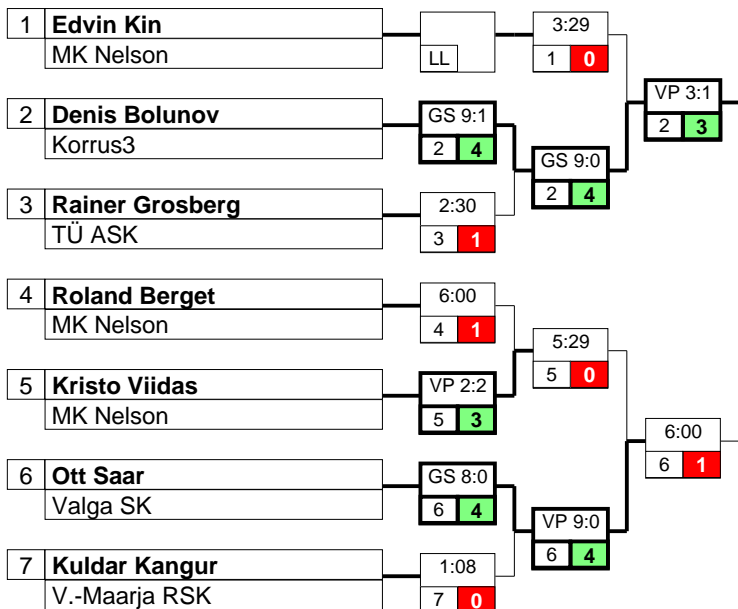 1 Edvin Kin
MK Nelson
LL
3:29
1 0
2 Denis Bolunov
Korrus3
GS 9:1
2 4
GS 9:0
2 4
VP 3:1
2 3
3 Rainer Grosberg
TÜ ASK
2:30
3 1
4 Roland Berget
MK Nelson
6:00
4 1
5:29
5 0
5 Kristo Viidas
MK Nelson
VP 2:2
5 3
6:00
6 1
6 Ott Saar
Valga SK
GS 8:0
6 4
VP 9:0
6 4
7 Kuldar Kangur
V.-Maarja RSK
1:08
7 0